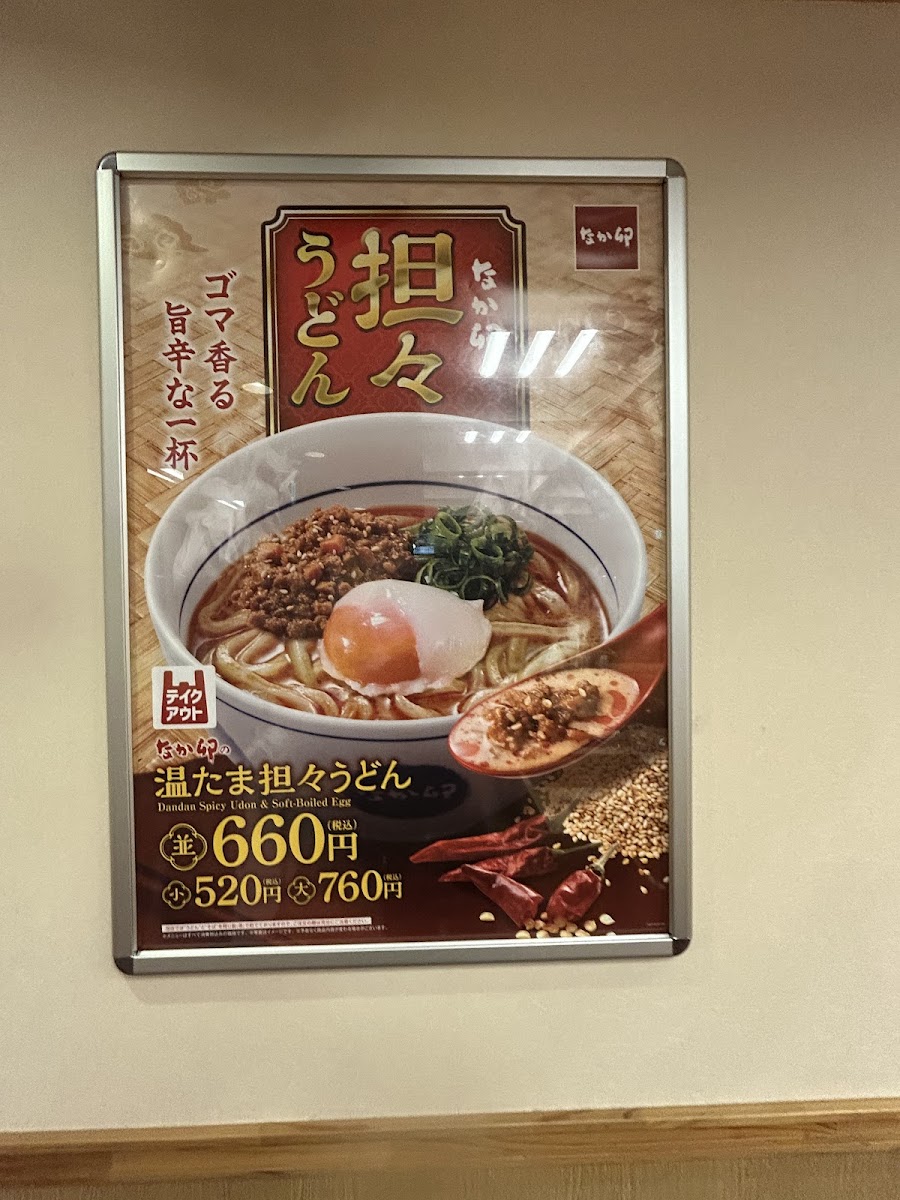 なか卯
なか卯
担々
うどん
ゴマ香る
旨辛な一杯
テイク
アウト
なか卯の
温たま担々うどん
Dandan Spicy Udon & Soft-Boiled Egg
並 660円(税込)
小 520円(税込) 大 760円(税込)